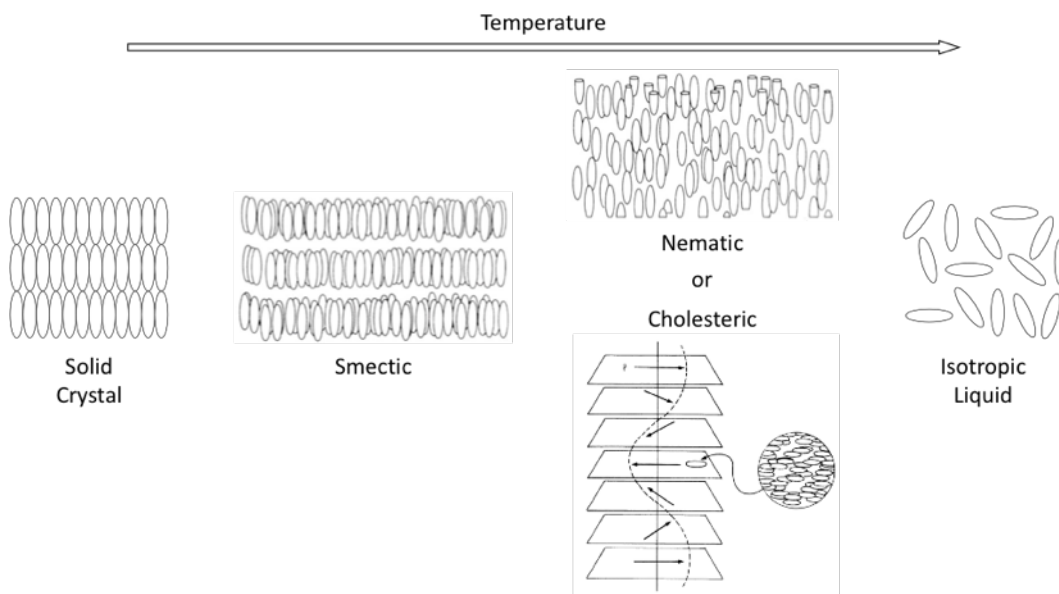 Temperature
Nematic
or
Cholesteric
Solid
Crystal
Smectic
Isotropic
Liquid